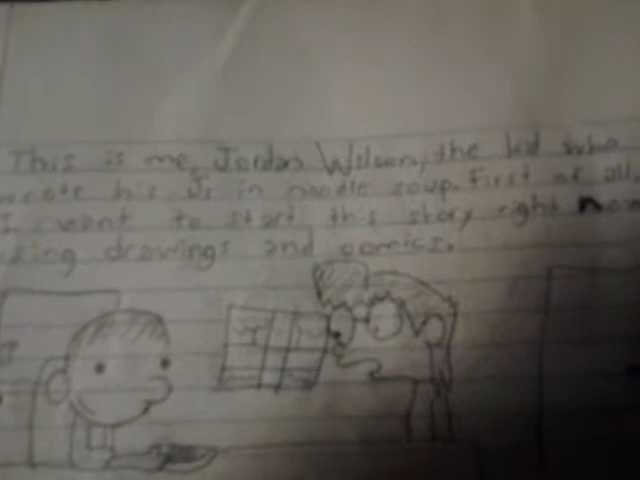 This is me, Jordan Wilson, the kid who
wrote his Js in noodle soup. First of all,
I want to start this story right now
using drawings and comics.